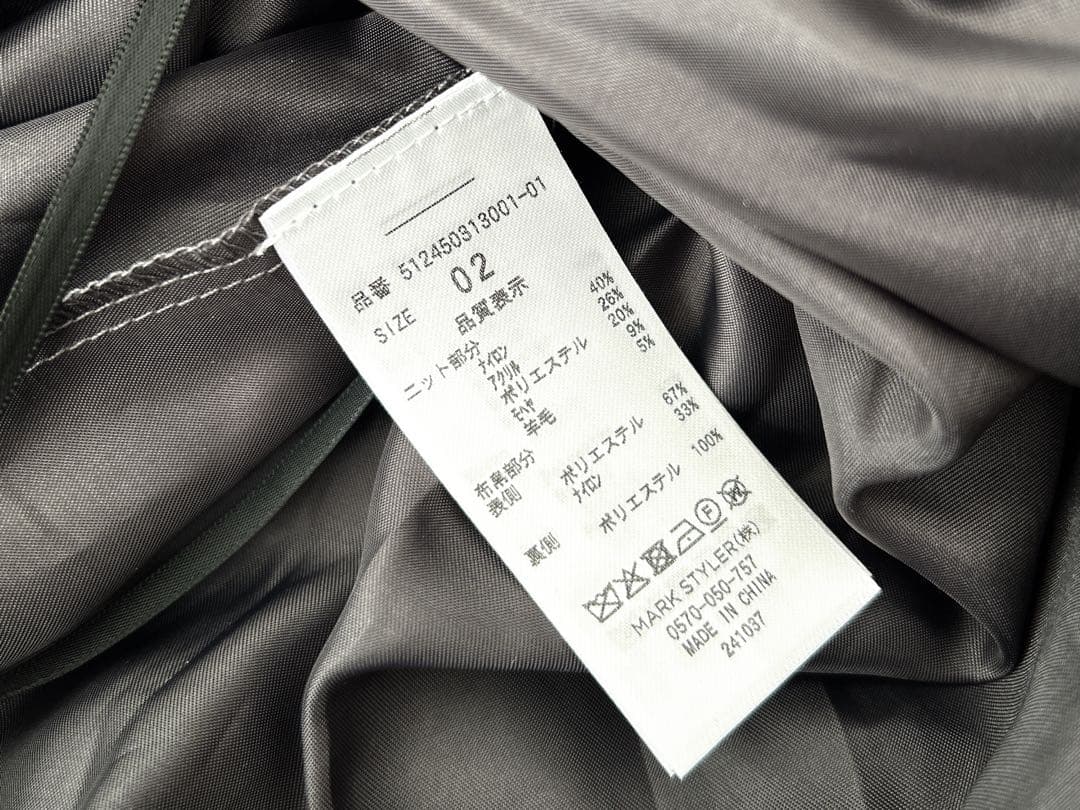 品番 512450313001-01
SIZE 02
品質表示
ニット部分
ナイロン 40%
アクリル 26%
ポリエステル 20%
モヘヤ 9%
羊毛 5%
布帛部分
表側 ポリエステル 67%
ナイロン 33%
裏側 ポリエステル 100%
MARK STYLER(株)
0570-050-757
MADE IN CHINA
241037